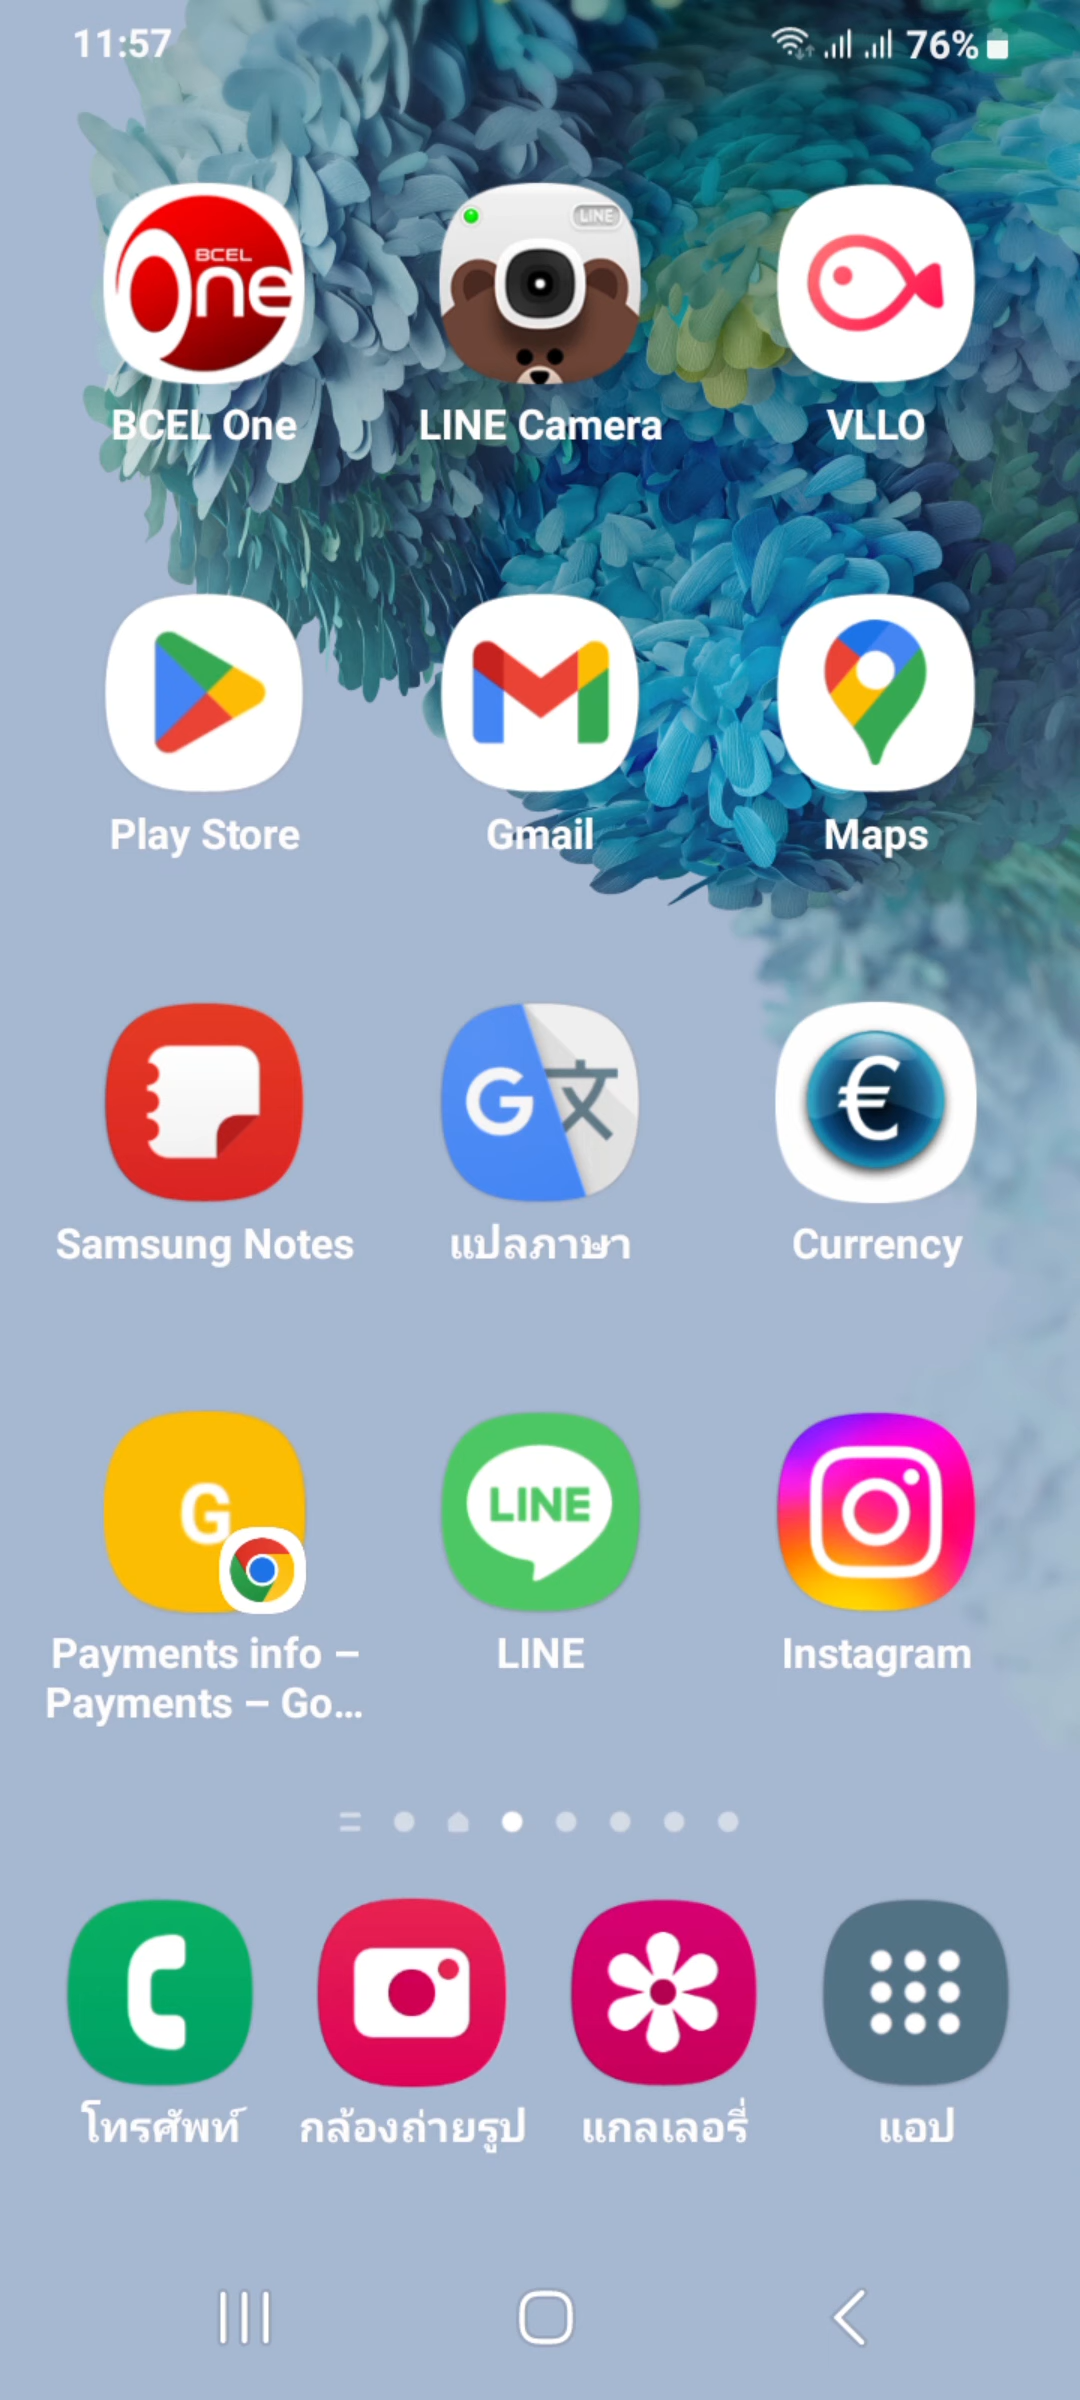 11:57
76%
BCEL
One
LINE
BCEL One
LINE Camera
VLLO
Play Store
Gmail
Maps
G 文
€
Samsung Notes
แปลภาษา
Currency
G
LINE
Payments info –
Payments – Go...
LINE
Instagram
โทรศัพท์
กล้องถ่ายรูป
แกลเลอรี่
แอป